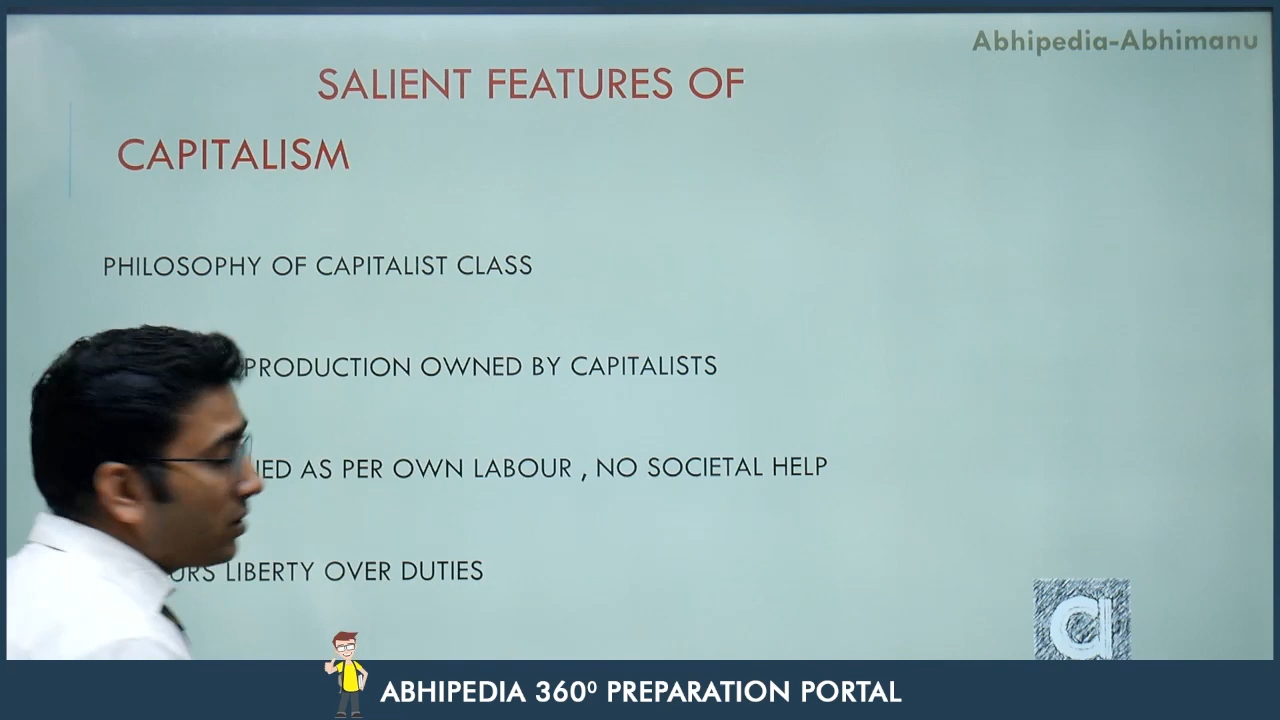 Abhipedia-Abhimanu
SALIENT FEATURES OF
CAPITALISM
PHILOSOPHY OF CAPITALIST CLASS
PRODUCTION OWNED BY CAPITALISTS
AS PER OWN LABOUR , NO SOCIETAL HELP
LIBERTY OVER DUTIES
a
ABHIPEDIA 360⁰ PREPARATION PORTAL